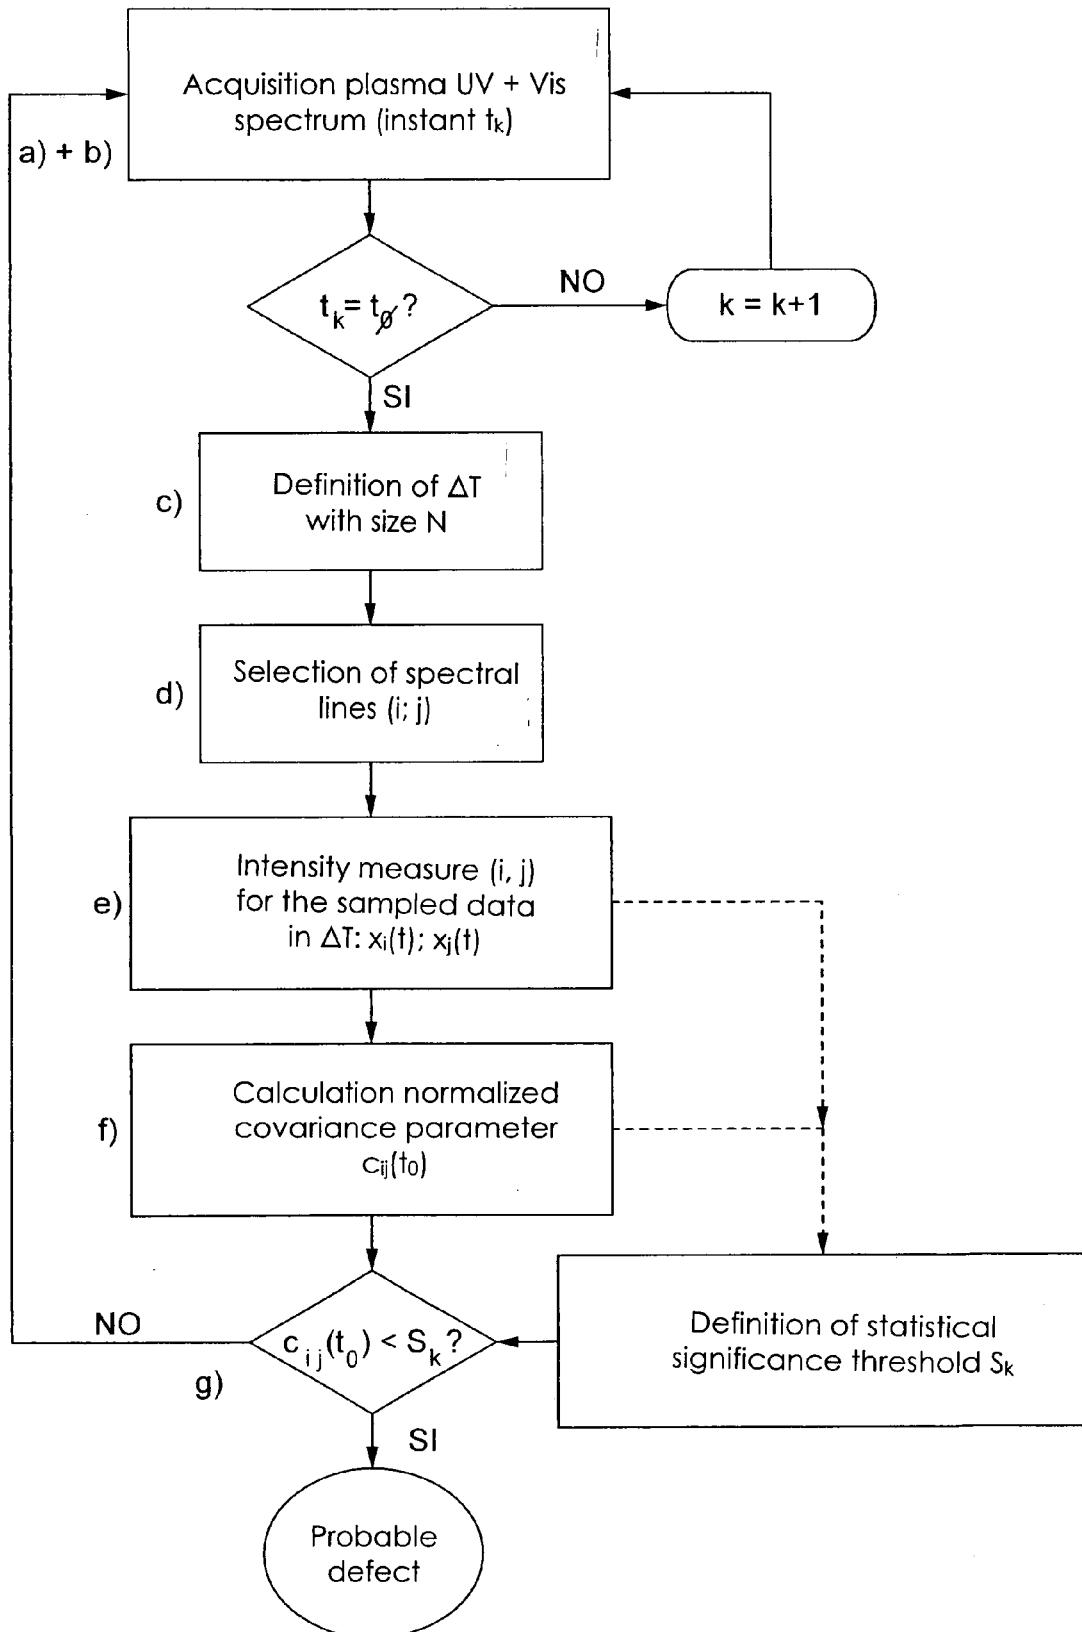 Acquisition plasma UV + Vis
spectrum (instant tₖ)
a) + b)
tₖ = t₀̸ ?
NO
k = k+1
SI
c)
Definition of ΔT
with size N
d)
Selection of spectral
lines (i; j)
e)
Intensity measure (i, j)
for the sampled data
in ΔT: xᵢ(t); xⱼ(t)
f)
Calculation normalized
covariance parameter
cᵢⱼ(t₀)
NO
cᵢⱼ(t₀) < Sₖ ?
g)
Definition of statistical
significance threshold Sₖ
SI
Probable
defect